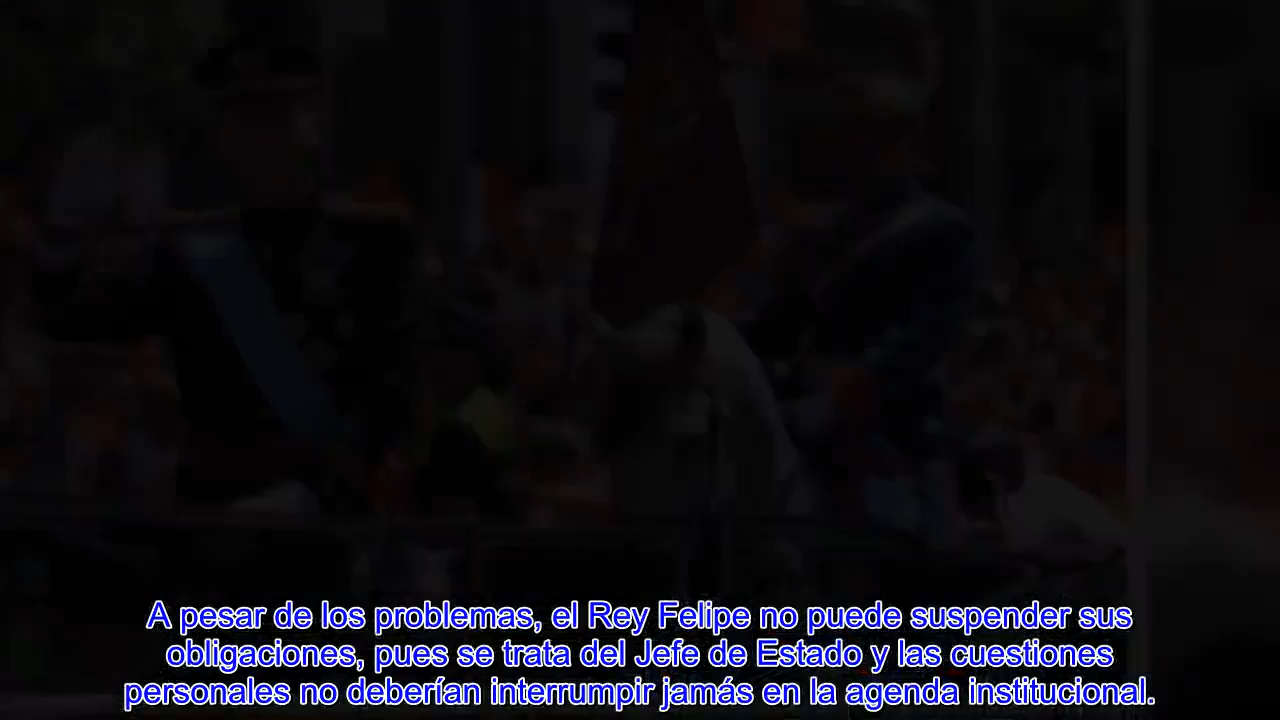 A pesar de los problemas, el Rey Felipe no puede suspender sus
obligaciones, pues se trata del Jefe de Estado y las cuestiones
personales no deberían interrumpir jamás en la agenda institucional.